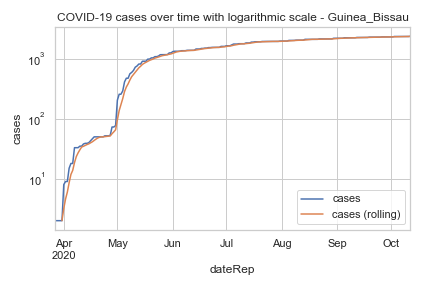 COVID-19 cases over time with logarithmic scale - Guinea_Bissau
cases
10³
10²
10¹
Apr
2020
May
Jun
Jul
Aug
Sep
Oct
dateRep
cases
cases (rolling)